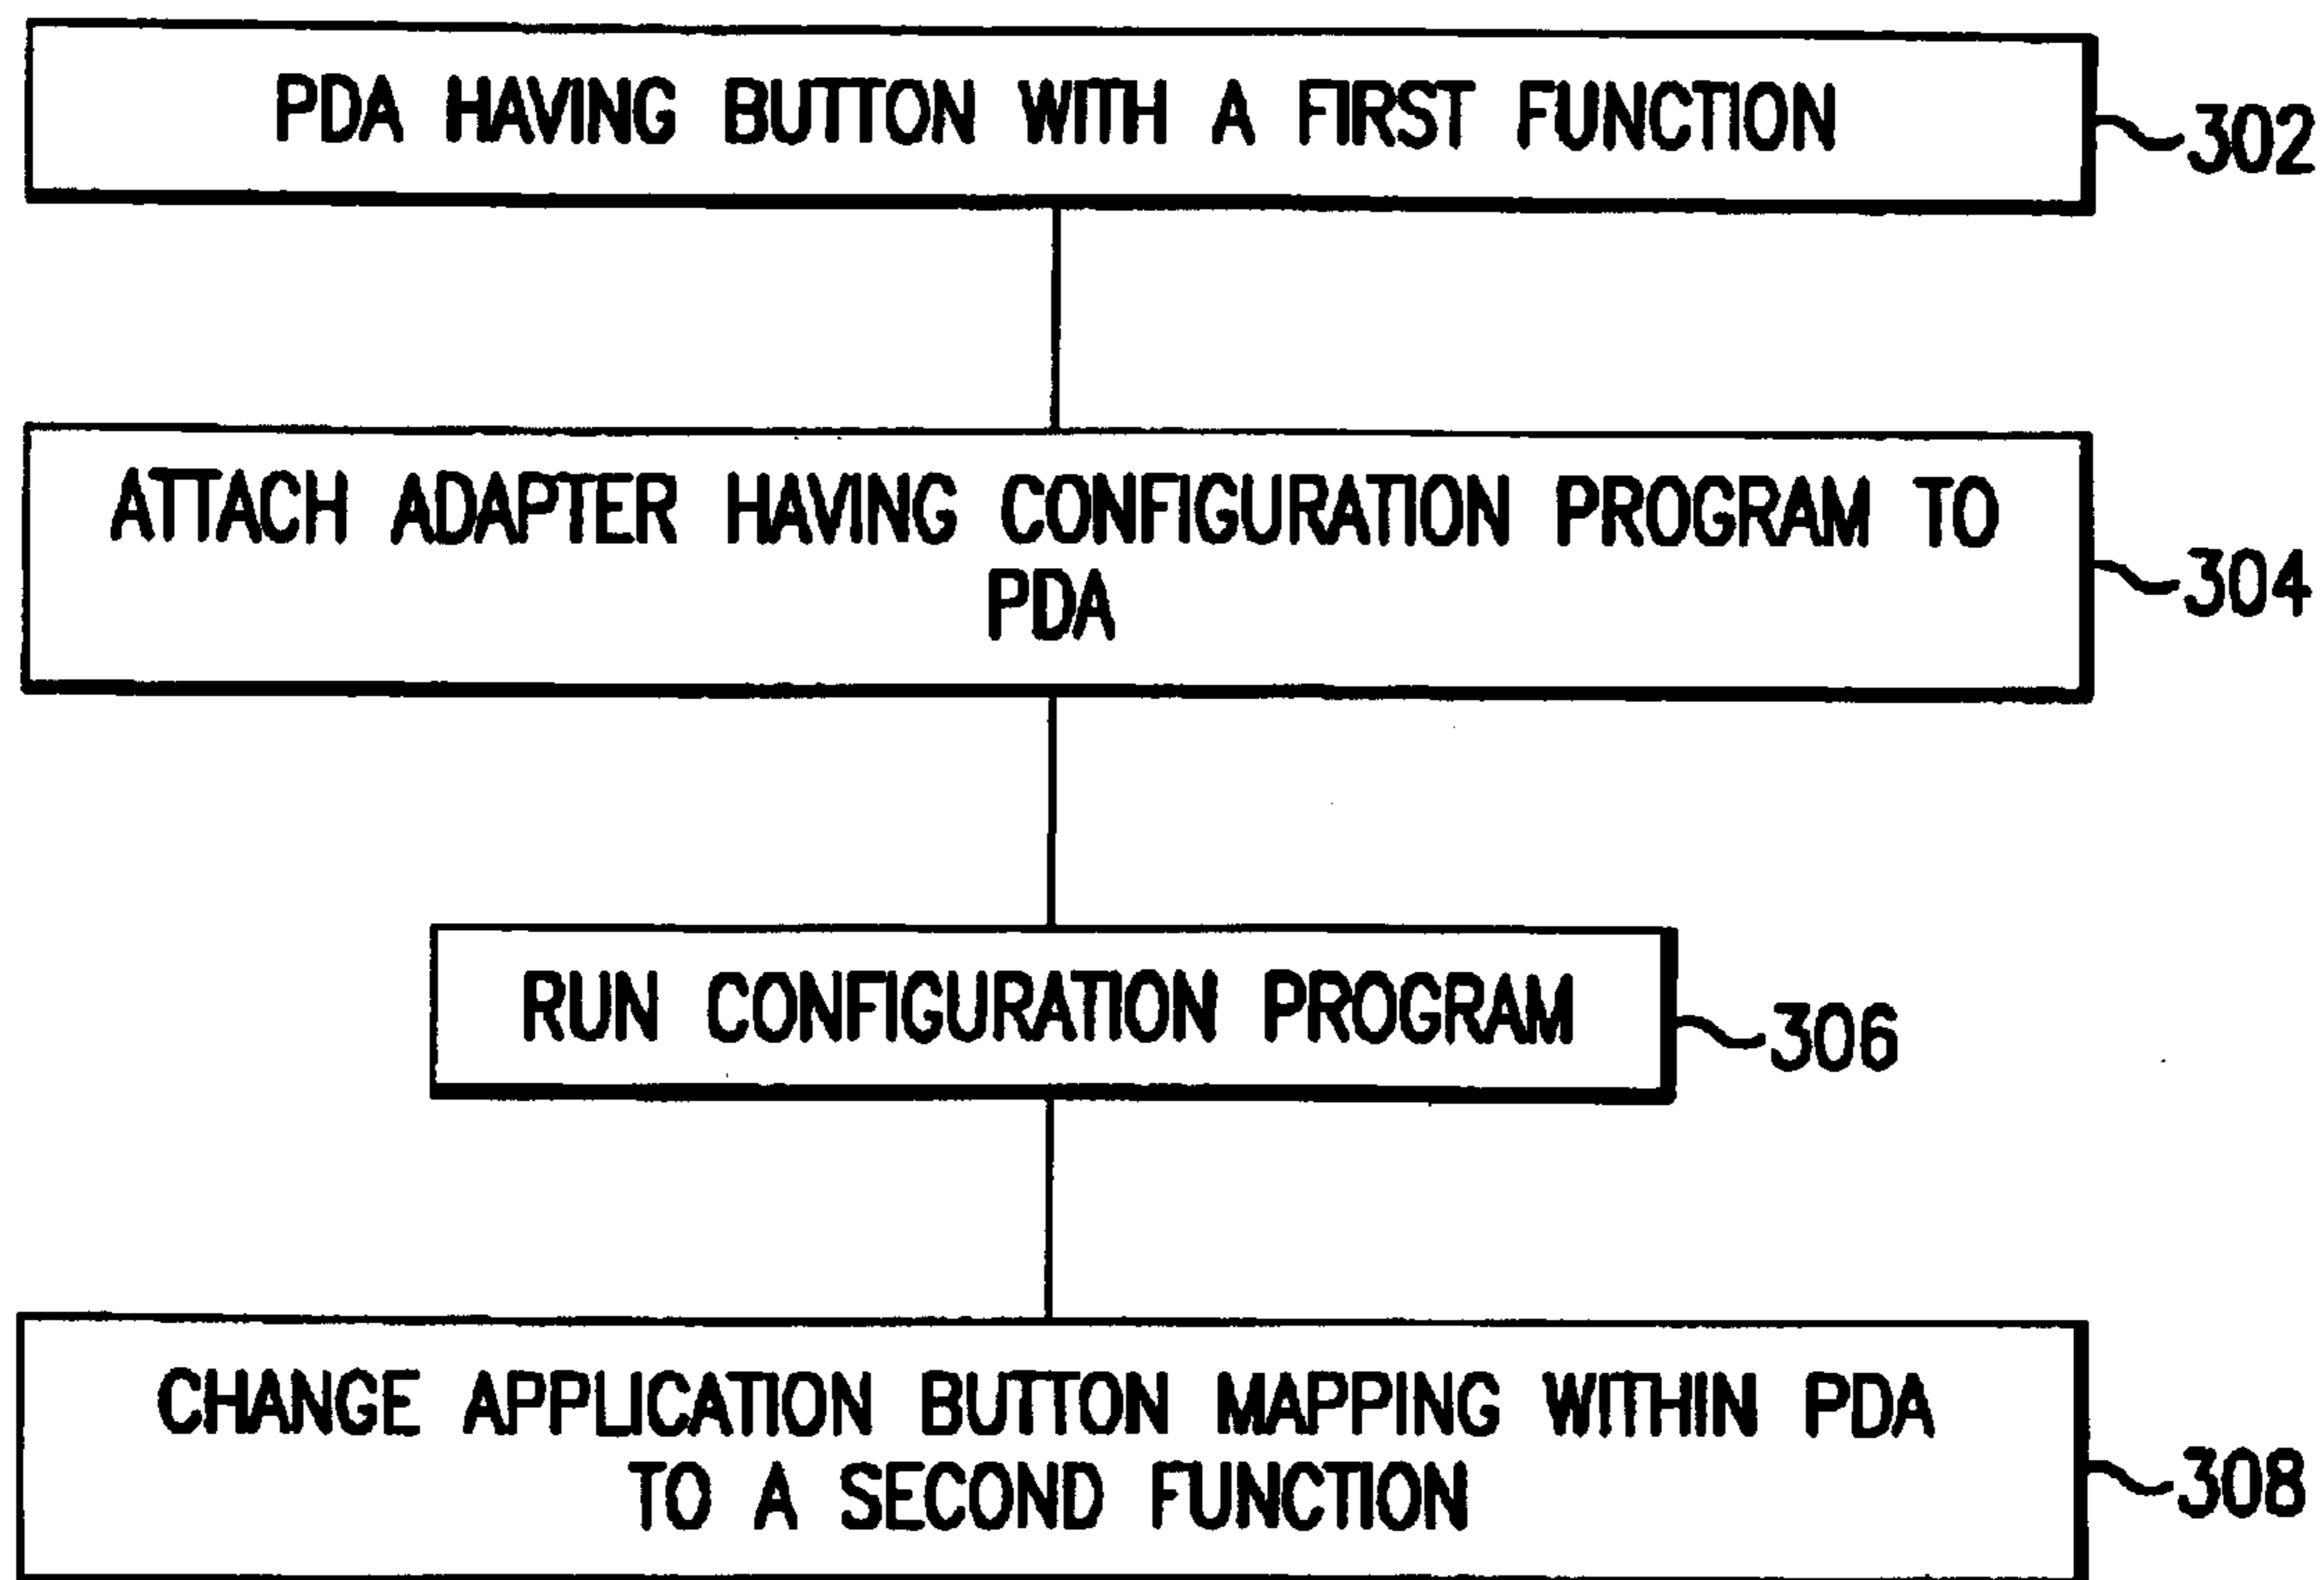 PDA HAVING BUTTON WITH A FIRST FUNCTION
302
ATTACH ADAPTER HAVING CONFIGURATION PROGRAM TO
PDA
304
RUN CONFIGURATION PROGRAM
306
CHANGE APPLICATION BUTTON MAPPING WITHIN PDA
TO A SECOND FUNCTION
308